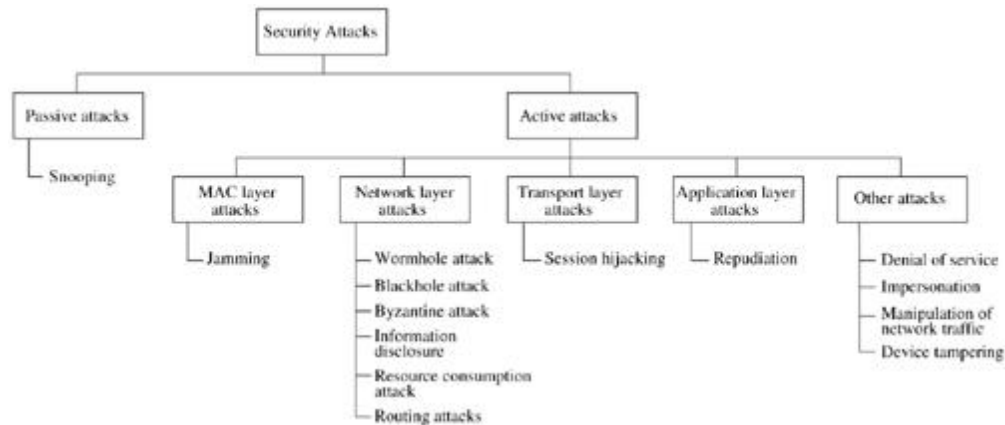 Security Attacks
Passive attacks
Active attacks
Snooping
MAC layer
attacks
Network layer
attacks
Transport layer
attacks
Application layer
attacks
Other attacks
Jamming
Wormhole attack
Blackhole attack
Byzantine attack
Information
disclosure
Resource consumption
attack
Routing attacks
Session hijacking
Repudiation
Denial of service
Impersonation
Manipulation of
network traffic
Device tampering